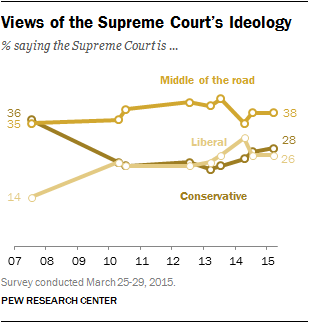 Views of the Supreme Court's Ideology
% saying the Supreme Court is ...
Middle of the road
36
35
38
Liberal
28
26
14
Conservative
07 08 09 10 11 12 13 14 15
Survey conducted March 25-29, 2015.
PEW RESEARCH CENTER